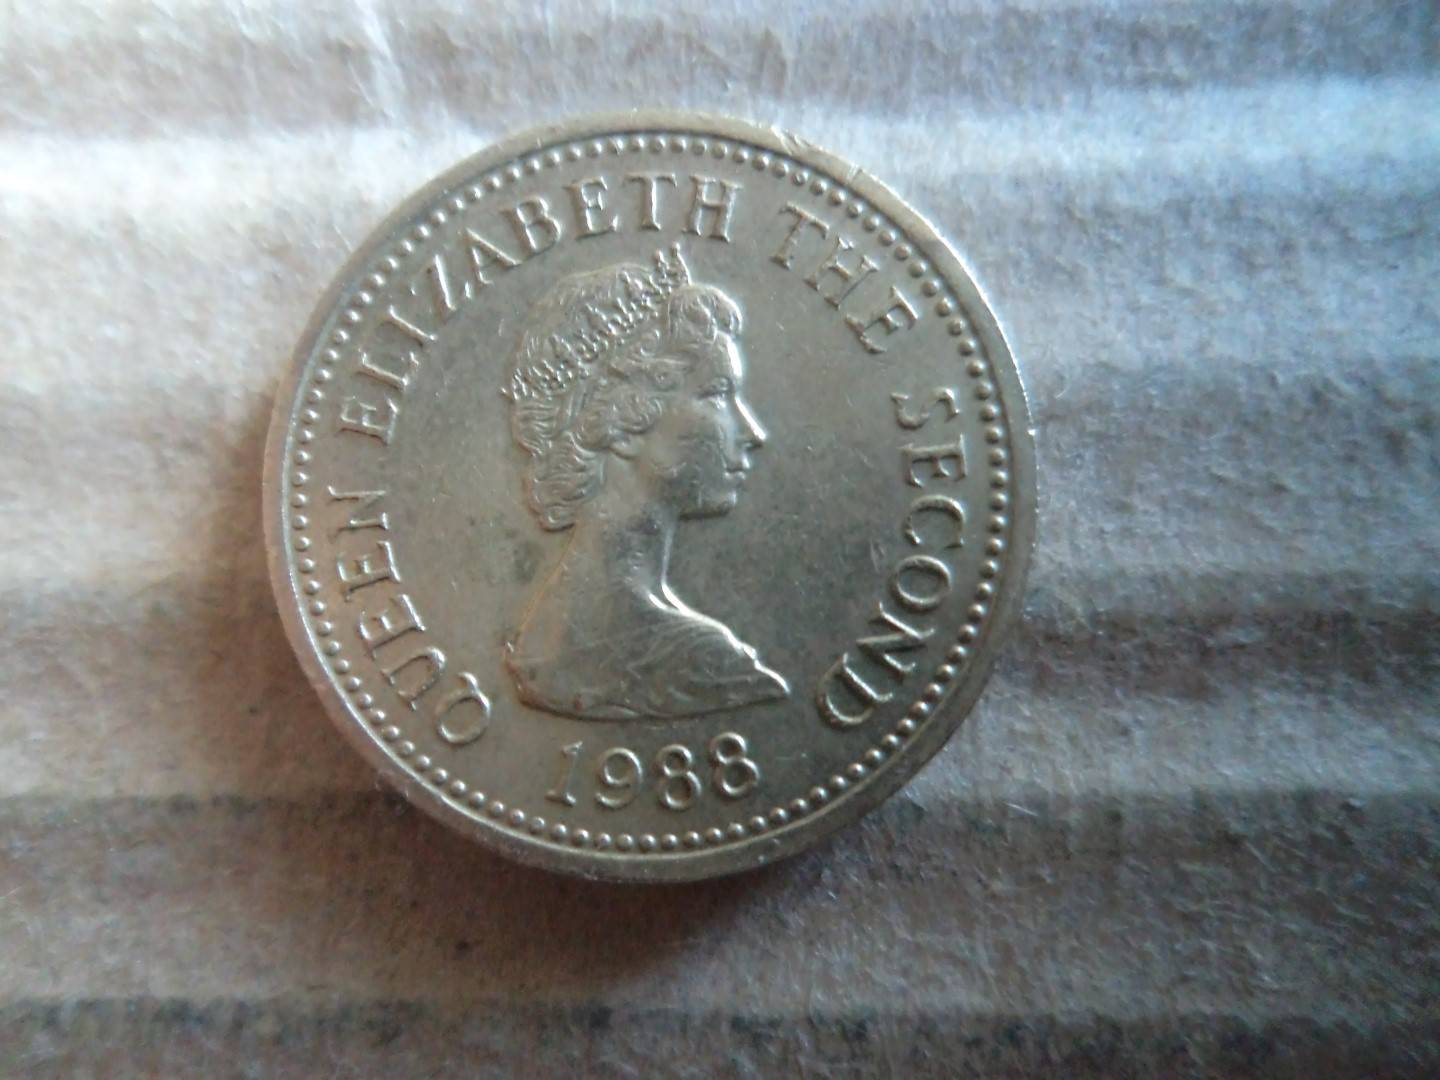 QUEEN ELIZABETH THE SECOND
1988